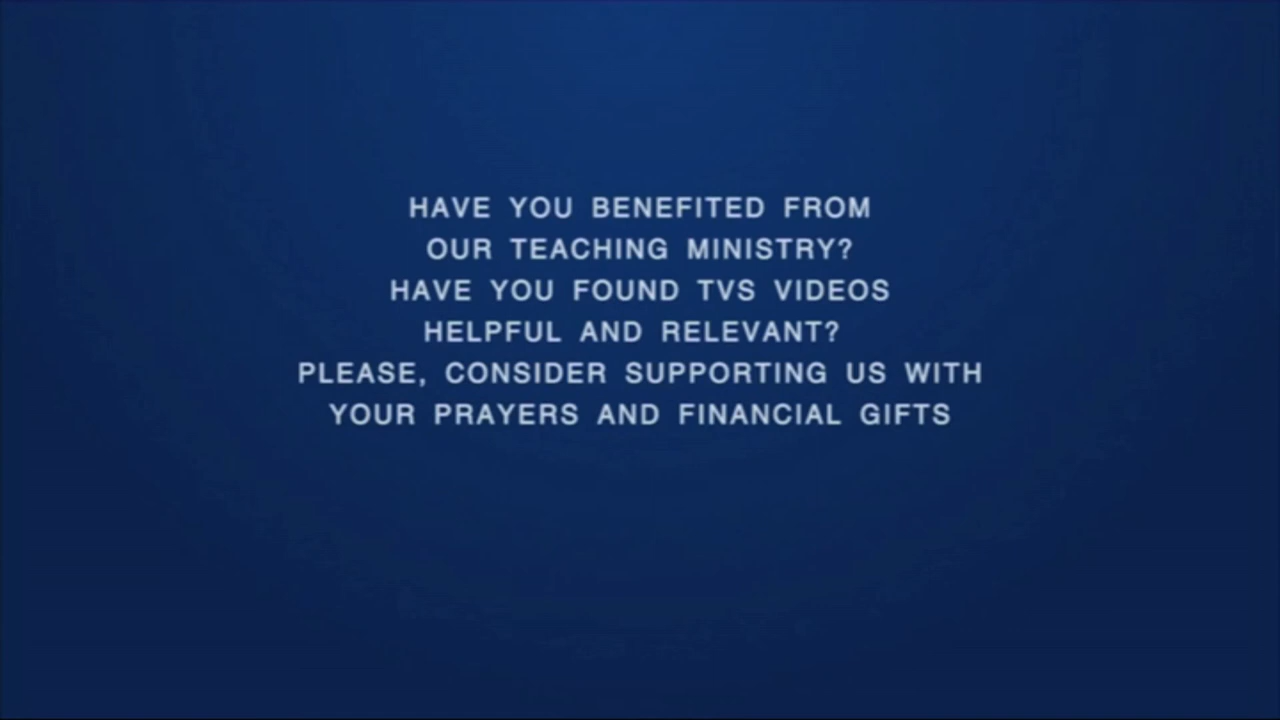 HAVE YOU BENEFITED FROM
OUR TEACHING MINISTRY?
HAVE YOU FOUND TVS VIDEOS
HELPFUL AND RELEVANT?
PLEASE, CONSIDER SUPPORTING US WITH
YOUR PRAYERS AND FINANCIAL GIFTS